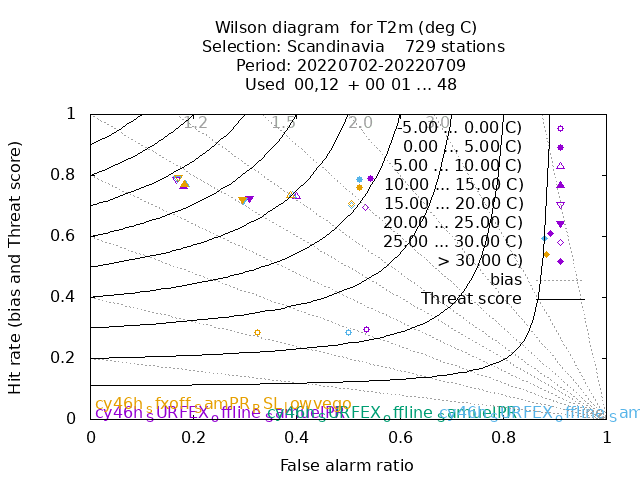 Wilson diagram for T2m (deg C)
Selection: Scandinavia 729 stations
Period: 20220702-20220709
Used 00,12 + 00 01 ... 48
1 1.2 1.5 2.0 3.0
-5.00 ... 0.00 C)
0.00 ... 5.00 C)
5.00 ... 10.00 C)
10.00 ... 15.00 C)
15.00 ... 20.00 C)
20.00 ... 25.00 C)
25.00 ... 30.00 C)
> 30.00 C)
bias
Threat score
Hit rate (bias and Threat score)
0.8
0.6
0.4
0.2
0
cy46h_sfxoff_samPR_RSL_lowvego
cy46h_SURFEX_offline_s
0 0.2 0.4 0.6 0.8 1
False alarm ratio